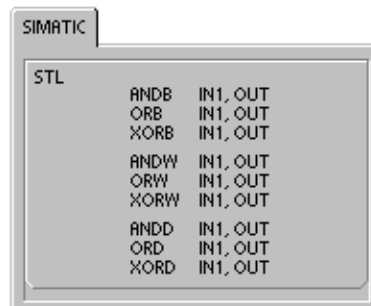 SIMATIC
STL
ANDB IN1, OUT
ORB IN1, OUT
XORB IN1, OUT
ANDW IN1, OUT
ORW IN1, OUT
XORW IN1, OUT
ANDD IN1, OUT
ORD IN1, OUT
XORD IN1, OUT